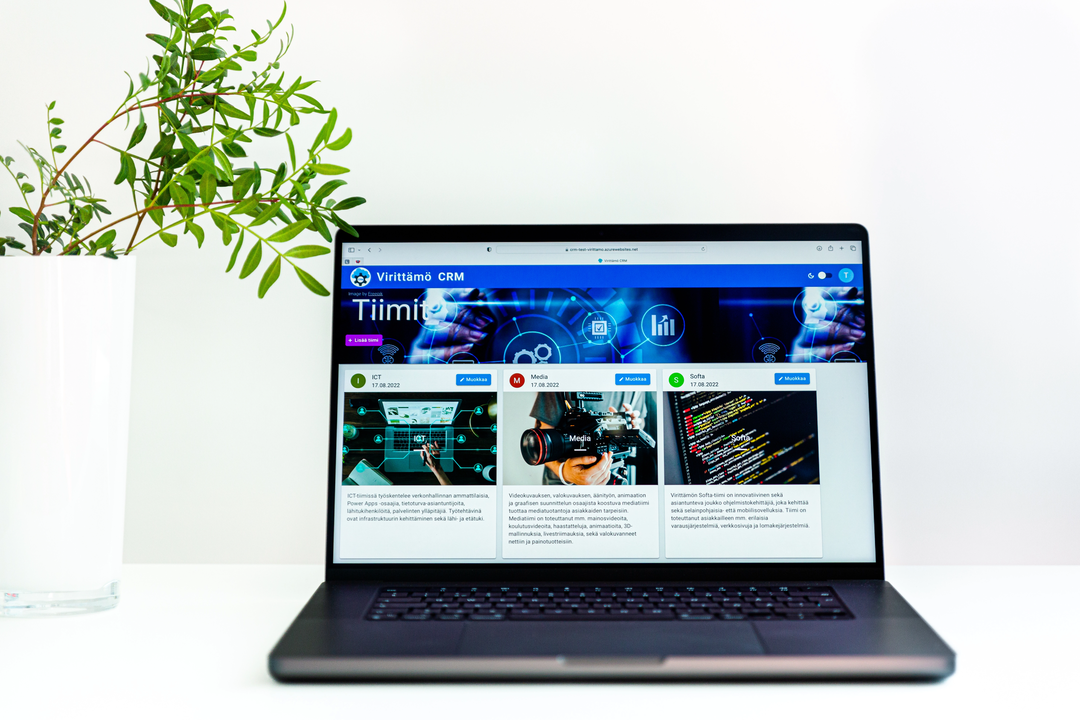 crm-test-virittamo.azurewebsites.net
Virittämö CRM
Virittämö CRM
T
Image by Freepik
Tiimit
+ Lisää tiimi
I
ICT
17.08.2022
Muokkaa
ICT
ICT-tiimissä työskentelee verkonhallinnan ammattilaisia,
Power Apps -osaajia, tietoturva-asiantuntijoita,
lähitukihenkilöitä, palvelinten ylläpitäjiä. Työtehtävinä
ovat infrastruktuurin kehittäminen sekä lähi- ja etätuki.
M
Media
17.08.2022
Muokkaa
Media
Videokuvauksen, valokuvauksen, äänityön, animaation
ja graafisen suunnittelun osaajista koostuva mediatiimi
tuottaa mediatuotantoja asiakkaiden tarpeisiin.
Mediatiimi on toteuttanut mm. mainosvideoita,
koulutusvideoita, haastatteluja, animaatioita, 3D-
mallinnuksia, livestriimauksia, sekä valokuvanneet
nettiin ja painotuotteisiin.
S
Softa
17.08.2022
Muokkaa
Softa
Virittämön Softa-tiimi on innovatiivinen sekä
asiantunteva joukko ohjelmistokehittäjiä, joka kehittää
sekä selainpohjaisia- että mobiilisovelluksia. Tiimi on
toteuttanut asiakkailleen mm. erilaisia
varausjärjestelmiä, verkkosivuja ja lomakejärjestelmiä.